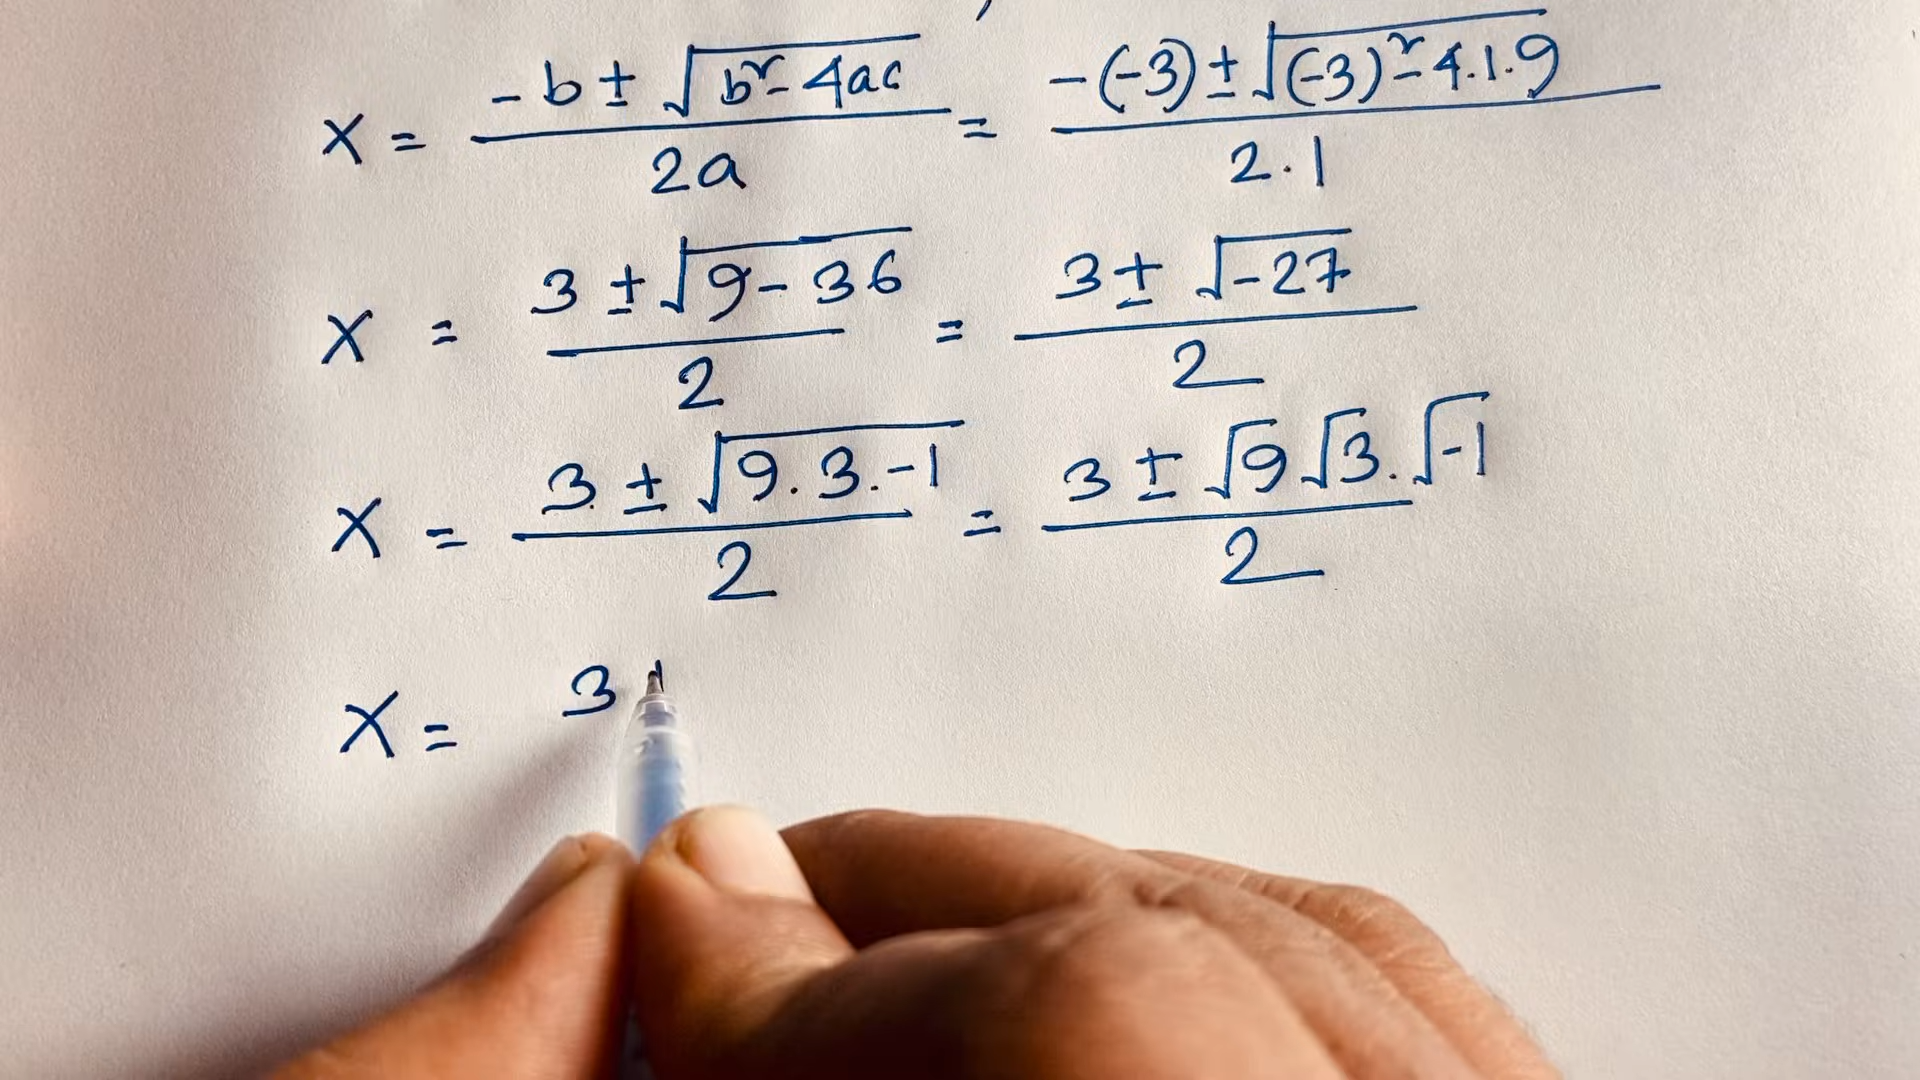 x = (-b ± √(b² - 4ac)) / 2a = (-(-3) ± √((-3)² - 4.1.9)) / 2.1
x = (3 ± √(9 - 36)) / 2 = (3 ± √-27) / 2
x = (3 ± √(9.3.-1)) / 2 = (3 ± √9 √3 . √-1) / 2
x = 3